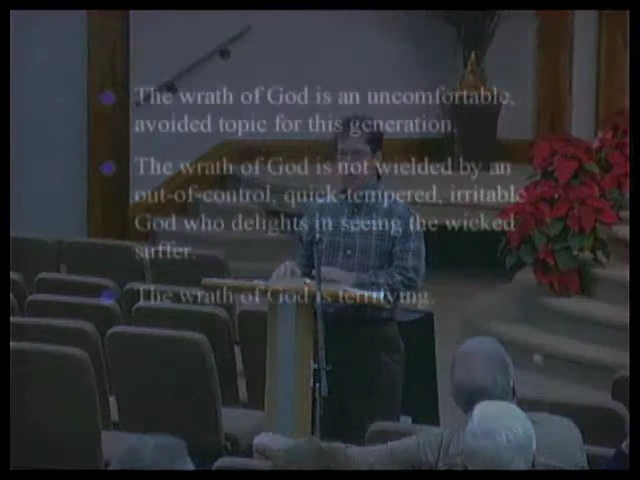 The wrath of God is an uncomfortable,
avoided topic for this generation.
The wrath of God is not wielded by an
out-of-control, quick-tempered, irritable
God who delights in seeing the wicked
suffer.
The wrath of God is terrifying.